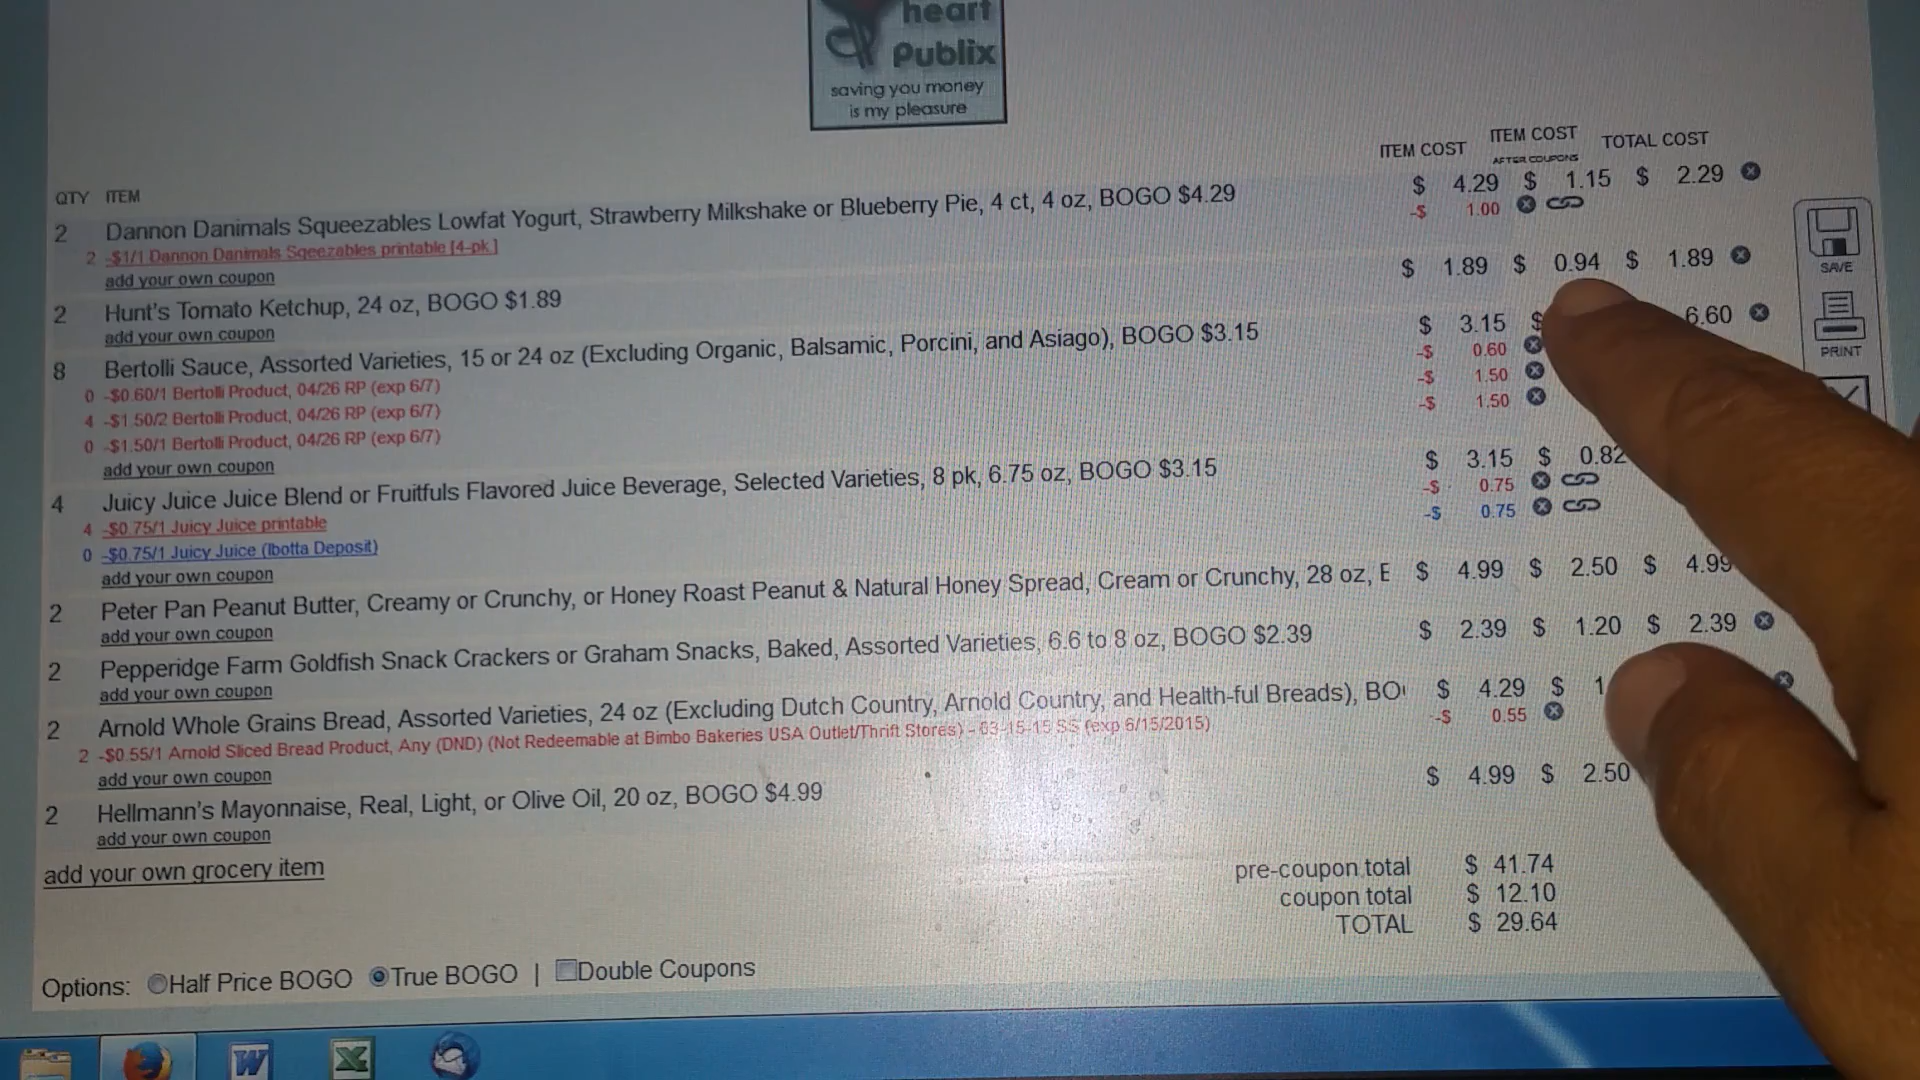 heart
Publix
saving you money
is my pleasure
QTY ITEM ITEM COST ITEM COST AFTER COUPONS TOTAL COST
2 Dannon Danimals Squeezables Lowfat Yogurt, Strawberry Milkshake or Blueberry Pie, 4 ct, 4 oz, BOGO $4.29 $ 4.29 $ 1.15 $ 2.29
2 -$1/1 Dannon Danimals Sqeezables printable [4-pk.] -$ 1.00
add your own coupon
2 Hunt's Tomato Ketchup, 24 oz, BOGO $1.89 $ 1.89 $ 0.94 $ 1.89
add your own coupon
8 Bertolli Sauce, Assorted Varieties, 15 or 24 oz (Excluding Organic, Balsamic, Porcini, and Asiago), BOGO $3.15 $ 3.15 $ 6.60
0 -$0.60/1 Bertolli Product, 04/26 RP (exp 6/7) -$ 0.60
4 -$1.50/2 Bertolli Product, 04/26 RP (exp 6/7) -$ 1.50
0 -$1.50/1 Bertolli Product, 04/26 RP (exp 6/7) -$ 1.50
add your own coupon
4 Juicy Juice Juice Blend or Fruitfuls Flavored Juice Beverage, Selected Varieties, 8 pk, 6.75 oz, BOGO $3.15 $ 3.15 $ 0.82
4 -$0.75/1 Juicy Juice printable -$ 0.75
0 -$0.75/1 Juicy Juice (Ibotta Deposit) -$ 0.75
add your own coupon
2 Peter Pan Peanut Butter, Creamy or Crunchy, or Honey Roast Peanut & Natural Honey Spread, Cream or Crunchy, 28 oz, E $ 4.99 $ 2.50 $ 4.99
add your own coupon
2 Pepperidge Farm Goldfish Snack Crackers or Graham Snacks, Baked, Assorted Varieties, 6.6 to 8 oz, BOGO $2.39 $ 2.39 $ 1.20 $ 2.39
add your own coupon
2 Arnold Whole Grains Bread, Assorted Varieties, 24 oz (Excluding Dutch Country, Arnold Country, and Health-ful Breads), BO $ 4.29 $ 1
2 -$0.55/1 Arnold Sliced Bread Product, Any (DND) (Not Redeemable at Bimbo Bakeries USA Outlet/Thrift Stores) - 03-15-15 SS (exp 6/15/2015) -$ 0.55
add your own coupon
2 Hellmann's Mayonnaise, Real, Light, or Olive Oil, 20 oz, BOGO $4.99 $ 4.99 $ 2.50
add your own coupon
add your own grocery item
pre-coupon total $ 41.74
coupon total $ 12.10
TOTAL $ 29.64
Options: Half Price BOGO True BOGO | Double Coupons
SAVE
PRINT